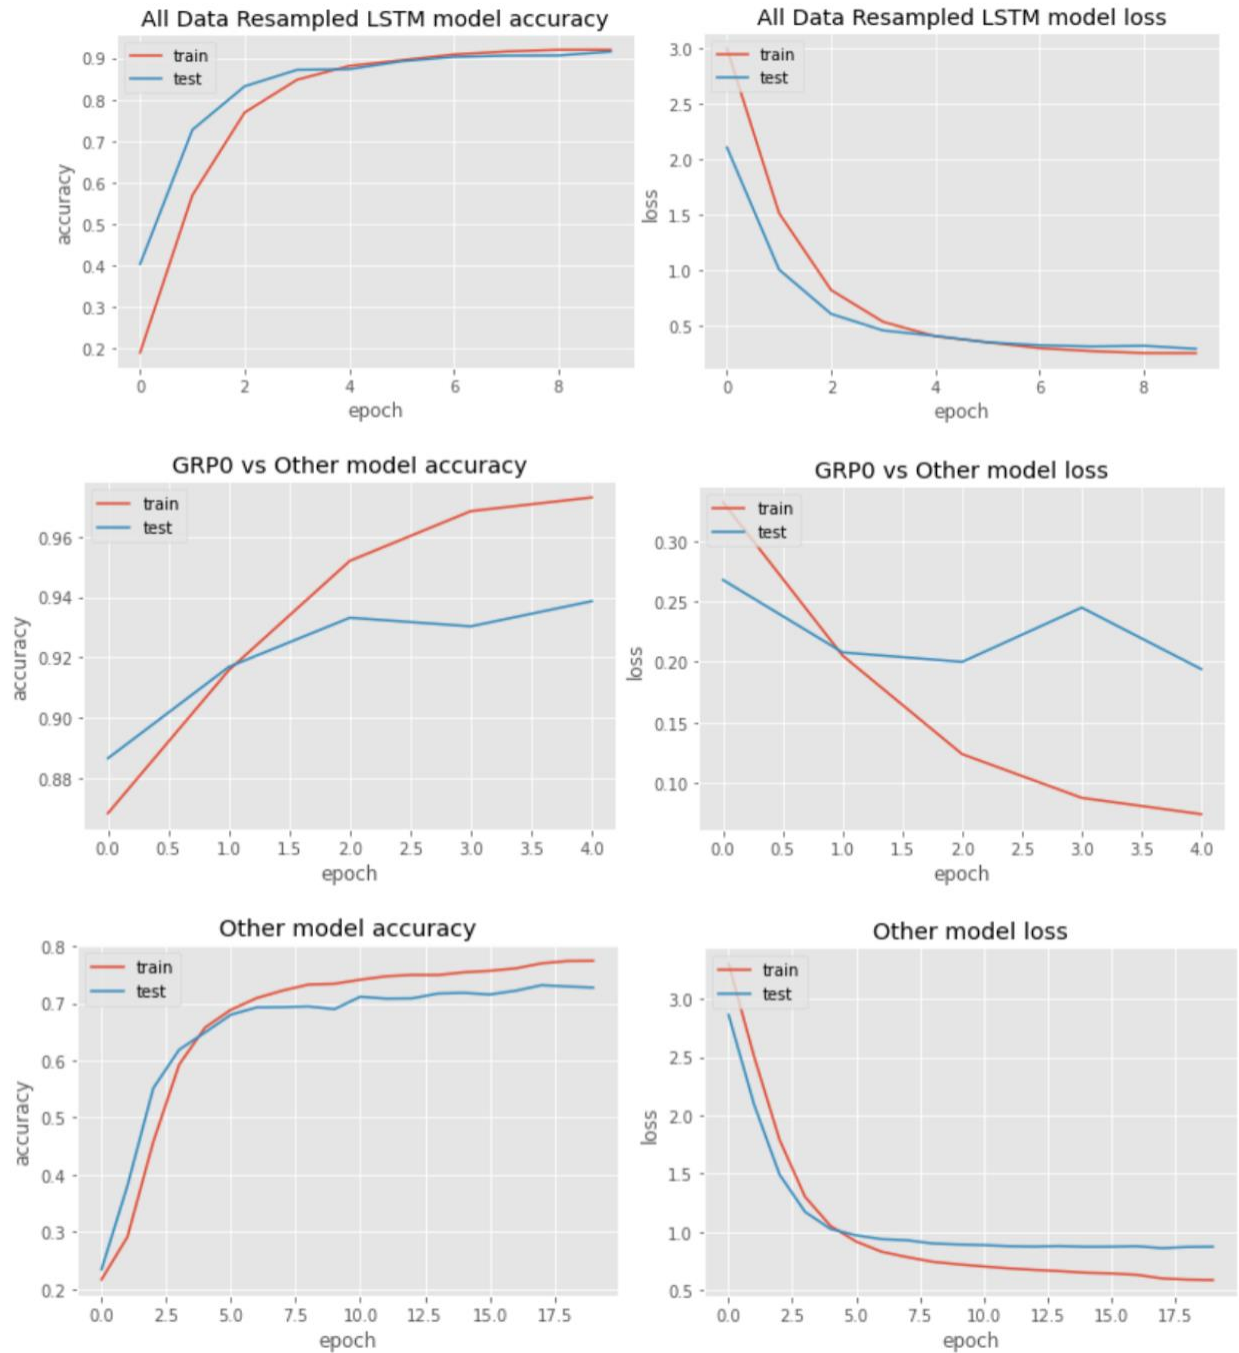 All Data Resampled LSTM model accuracy
train
test
0.9
0.8
0.7
0.6
0.5
0.4
0.3
0.2
accuracy
0 2 4 6 8
epoch
All Data Resampled LSTM model loss
train
test
3.0
2.5
2.0
1.5
1.0
0.5
loss
0 2 4 6 8
epoch
GRP0 vs Other model accuracy
train
test
0.96
0.94
0.92
0.90
0.88
accuracy
0.0 0.5 1.0 1.5 2.0 2.5 3.0 3.5 4.0
epoch
GRP0 vs Other model loss
train
test
0.30
0.25
0.20
0.15
0.10
loss
0.0 0.5 1.0 1.5 2.0 2.5 3.0 3.5 4.0
epoch
Other model accuracy
train
test
0.8
0.7
0.6
0.5
0.4
0.3
0.2
accuracy
0.0 2.5 5.0 7.5 10.0 12.5 15.0 17.5
epoch
Other model loss
train
test
3.0
2.5
2.0
1.5
1.0
0.5
loss
0.0 2.5 5.0 7.5 10.0 12.5 15.0 17.5
epoch